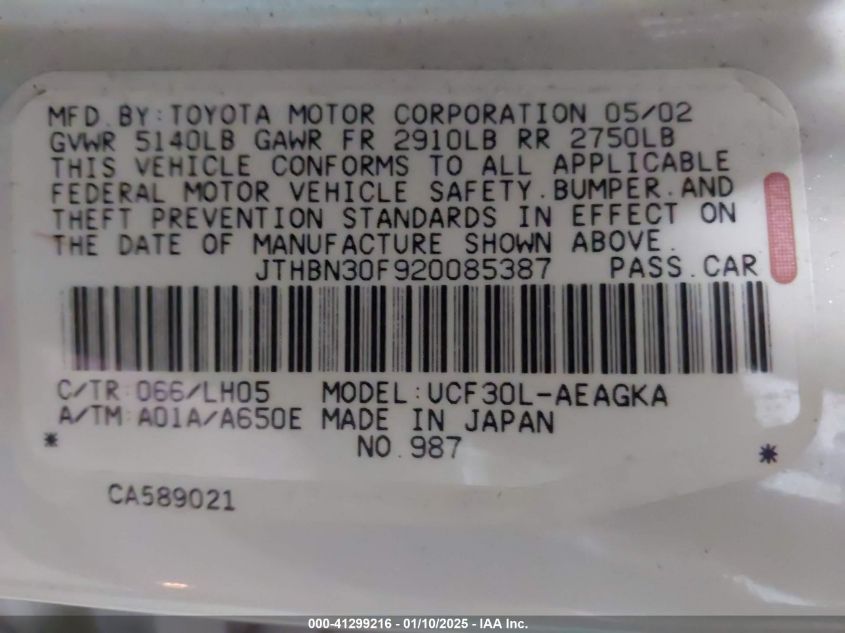 MFD. BY: TOYOTA MOTOR CORPORATION 05/02
GVWR 5140LB GAWR FR 2910LB RR 2750LB
THIS VEHICLE CONFORMS TO ALL APPLICABLE
FEDERAL MOTOR VEHICLE SAFETY. BUMPER. AND
THEFT PREVENTION STANDARDS IN EFFECT ON
THE DATE OF MANUFACTURE SHOWN ABOVE.
JTHBN30F920085387 PASS. CAR
C/TR: 066/LH05 MODEL: UCF30L-AEAGKA
A/TM: A01A/A650E MADE IN JAPAN
* NO. 987 *
CA589021
000-41299216 - 01/10/2025 - IAA Inc.